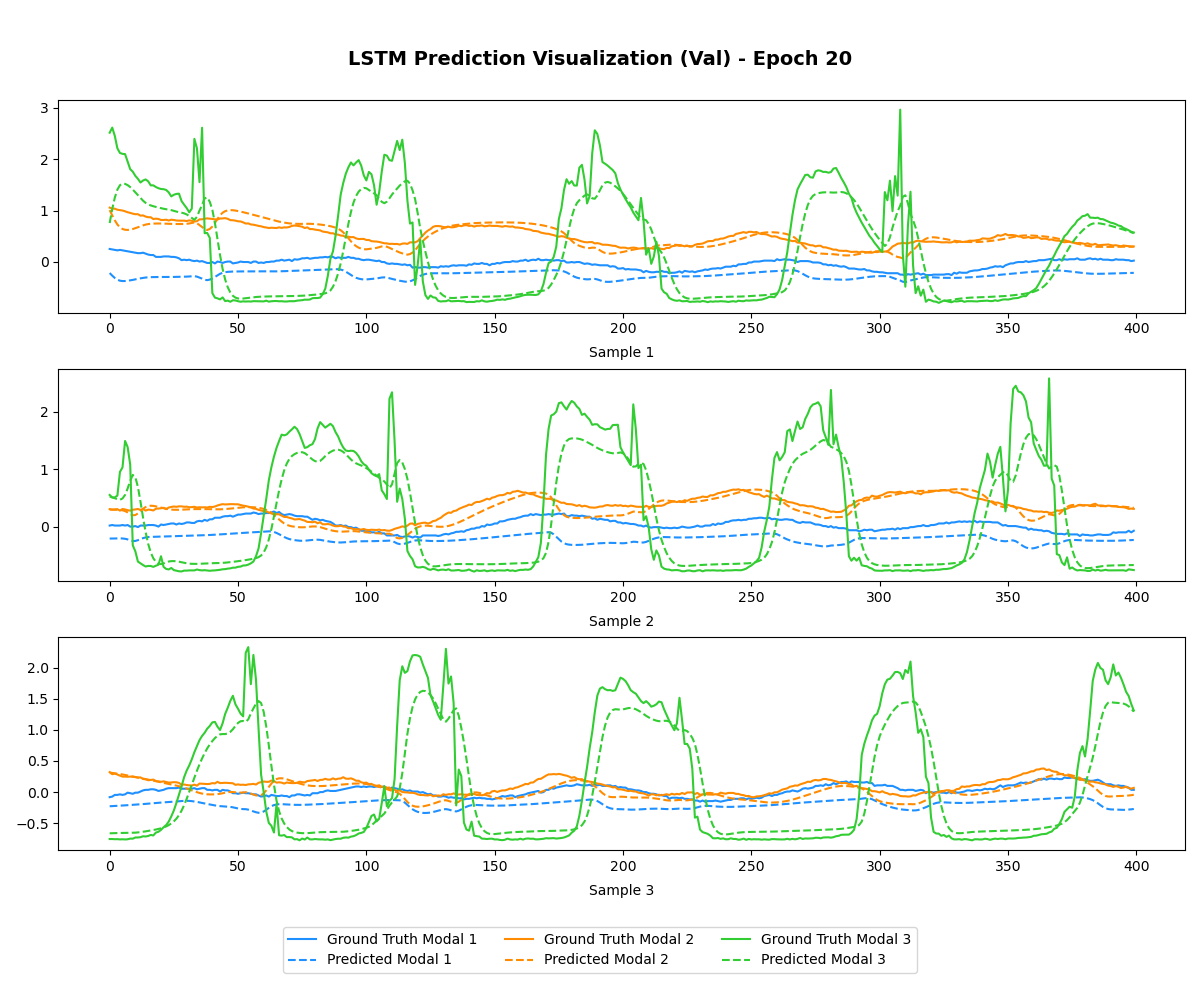 LSTM Prediction Visualization (Val) - Epoch 20
3
2
1
0
0 50 100 150 200 250 300 350 400
Sample 1
2
1
0
0 50 100 150 200 250 300 350 400
Sample 2
2.0
1.5
1.0
0.5
0.0
−0.5
0 50 100 150 200 250 300 350 400
Sample 3
Ground Truth Modal 1 Ground Truth Modal 2 Ground Truth Modal 3
Predicted Modal 1 Predicted Modal 2 Predicted Modal 3